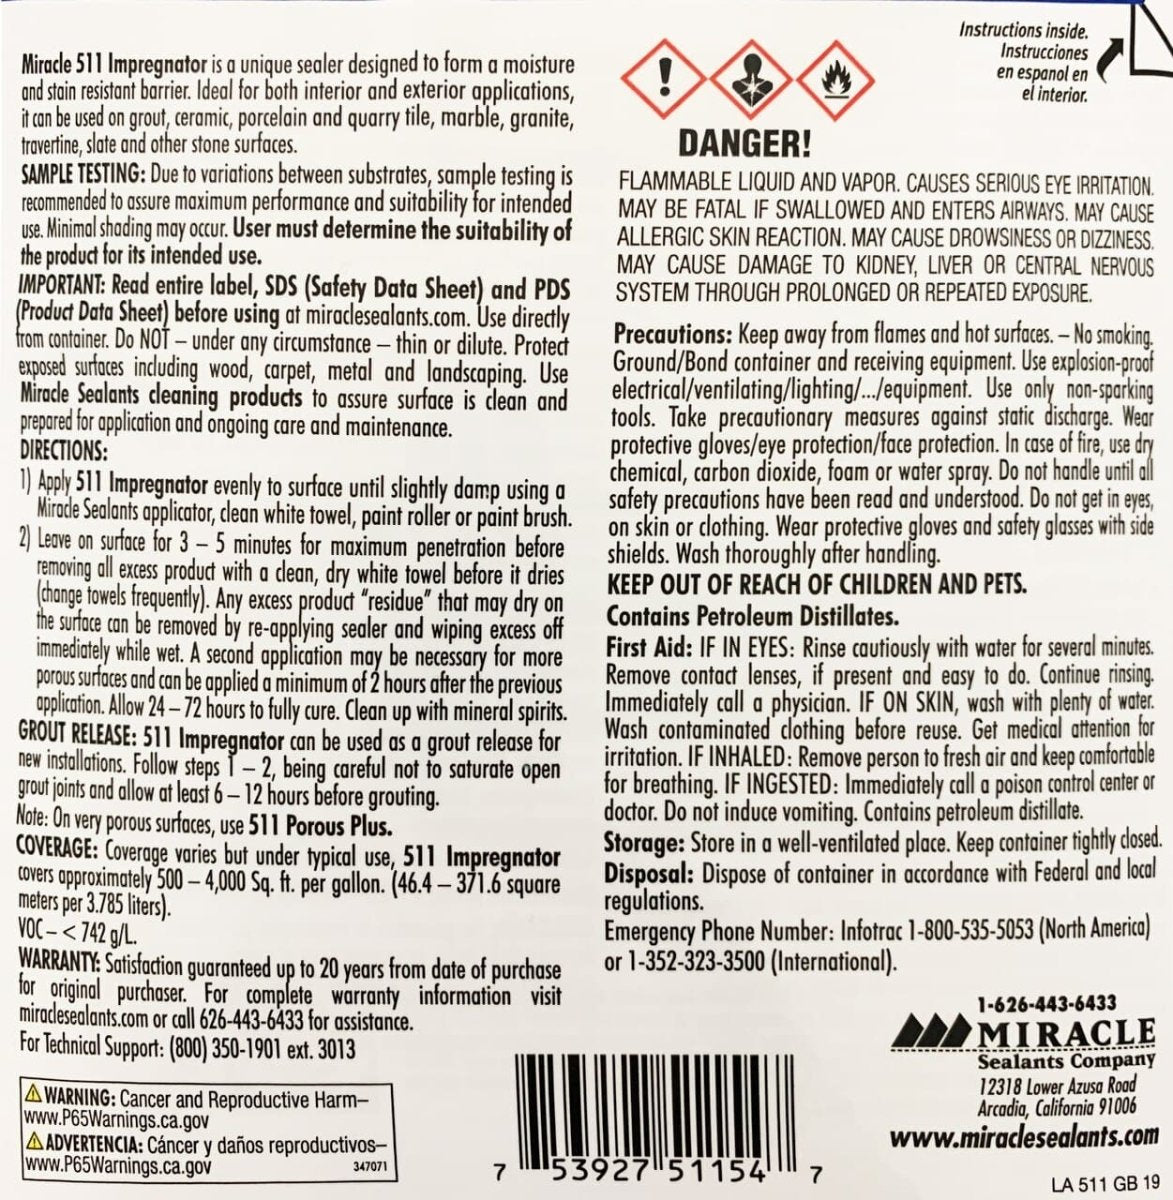 Miracle 511 Impregnator is a unique sealer designed to form a moisture
and stain resistant barrier. Ideal for both interior and exterior applications,
it can be used on grout, ceramic, porcelain and quarry tile, marble, granite,
travertine, slate and other stone surfaces.
SAMPLE TESTING: Due to variations between substrates, sample testing is
recommended to assure maximum performance and suitability for intended
use. Minimal shading may occur. User must determine the suitability of
the product for its intended use.
IMPORTANT: Read entire label, SDS (Safety Data Sheet) and PDS
(Product Data Sheet) before using at miraclesealants.com. Use directly
from container. Do NOT – under any circumstance – thin or dilute. Protect
exposed surfaces including wood, carpet, metal and landscaping. Use
Miracle Sealants cleaning products to assure surface is clean and
prepared for application and ongoing care and maintenance.
DIRECTIONS:
1) Apply 511 Impregnator evenly to surface until slightly damp using a
Miracle Sealants applicator, clean white towel, paint roller or paint brush.
2) Leave on surface for 3 – 5 minutes for maximum penetration before
removing all excess product with a clean, dry white towel before it dries
(change towels frequently). Any excess product “residue” that may dry on
the surface can be removed by re-applying sealer and wiping excess off
immediately while wet. A second application may be necessary for more
porous surfaces and can be applied a minimum of 2 hours after the previous
application. Allow 24 – 72 hours to fully cure. Clean up with mineral spirits.
GROUT RELEASE: 511 Impregnator can be used as a grout release for
new installations. Follow steps 1 – 2, being careful not to saturate open
grout joints and allow at least 6 – 12 hours before grouting.
Note: On very porous surfaces, use 511 Porous Plus.
COVERAGE: Coverage varies but under typical use, 511 Impregnator
covers approximately 500 – 4,000 Sq. ft. per gallon. (46.4 – 371.6 square
meters per 3.785 liters).
VOC – < 742 g/L.
WARRANTY: Satisfaction guaranteed up to 20 years from date of purchase
for original purchaser. For complete warranty information visit
miraclesealants.com or call 626-443-6433 for assistance.
For Technical Support: (800) 350-1901 ext. 3013
WARNING: Cancer and Reproductive Harm–
www.P65Warnings.ca.gov
ADVERTENCIA: Cáncer y daños reproductivos–
www.P65Warnings.ca.gov
347071
Instructions inside.
Instrucciones
en espanol en
el interior.
DANGER!
FLAMMABLE LIQUID AND VAPOR. CAUSES SERIOUS EYE IRRITATION.
MAY BE FATAL IF SWALLOWED AND ENTERS AIRWAYS. MAY CAUSE
ALLERGIC SKIN REACTION. MAY CAUSE DROWSINESS OR DIZZINESS.
MAY CAUSE DAMAGE TO KIDNEY, LIVER OR CENTRAL NERVOUS
SYSTEM THROUGH PROLONGED OR REPEATED EXPOSURE.
Precautions: Keep away from flames and hot surfaces. – No smoking.
Ground/Bond container and receiving equipment. Use explosion-proof
electrical/ventilating/lighting/.../equipment. Use only non-sparking
tools. Take precautionary measures against static discharge. Wear
protective gloves/eye protection/face protection. In case of fire, use dry
chemical, carbon dioxide, foam or water spray. Do not handle until all
safety precautions have been read and understood. Do not get in eyes,
on skin or clothing. Wear protective gloves and safety glasses with side
shields. Wash thoroughly after handling.
KEEP OUT OF REACH OF CHILDREN AND PETS.
Contains Petroleum Distillates.
First Aid: IF IN EYES: Rinse cautiously with water for several minutes.
Remove contact lenses, if present and easy to do. Continue rinsing.
Immediately call a physician. IF ON SKIN, wash with plenty of water.
Wash contaminated clothing before reuse. Get medical attention for
irritation. IF INHALED: Remove person to fresh air and keep comfortable
for breathing. IF INGESTED: Immediately call a poison control center or
doctor. Do not induce vomiting. Contains petroleum distillate.
Storage: Store in a well-ventilated place. Keep container tightly closed.
Disposal: Dispose of container in accordance with Federal and local
regulations.
Emergency Phone Number: Infotrac 1-800-535-5053 (North America)
or 1-352-323-3500 (International).
1-626-443-6433
MIRACLE
Sealants Company
12318 Lower Azusa Road
Arcadia, California 91006
www.miraclesealants.com
7 53927 51154 7
LA 511 GB 19